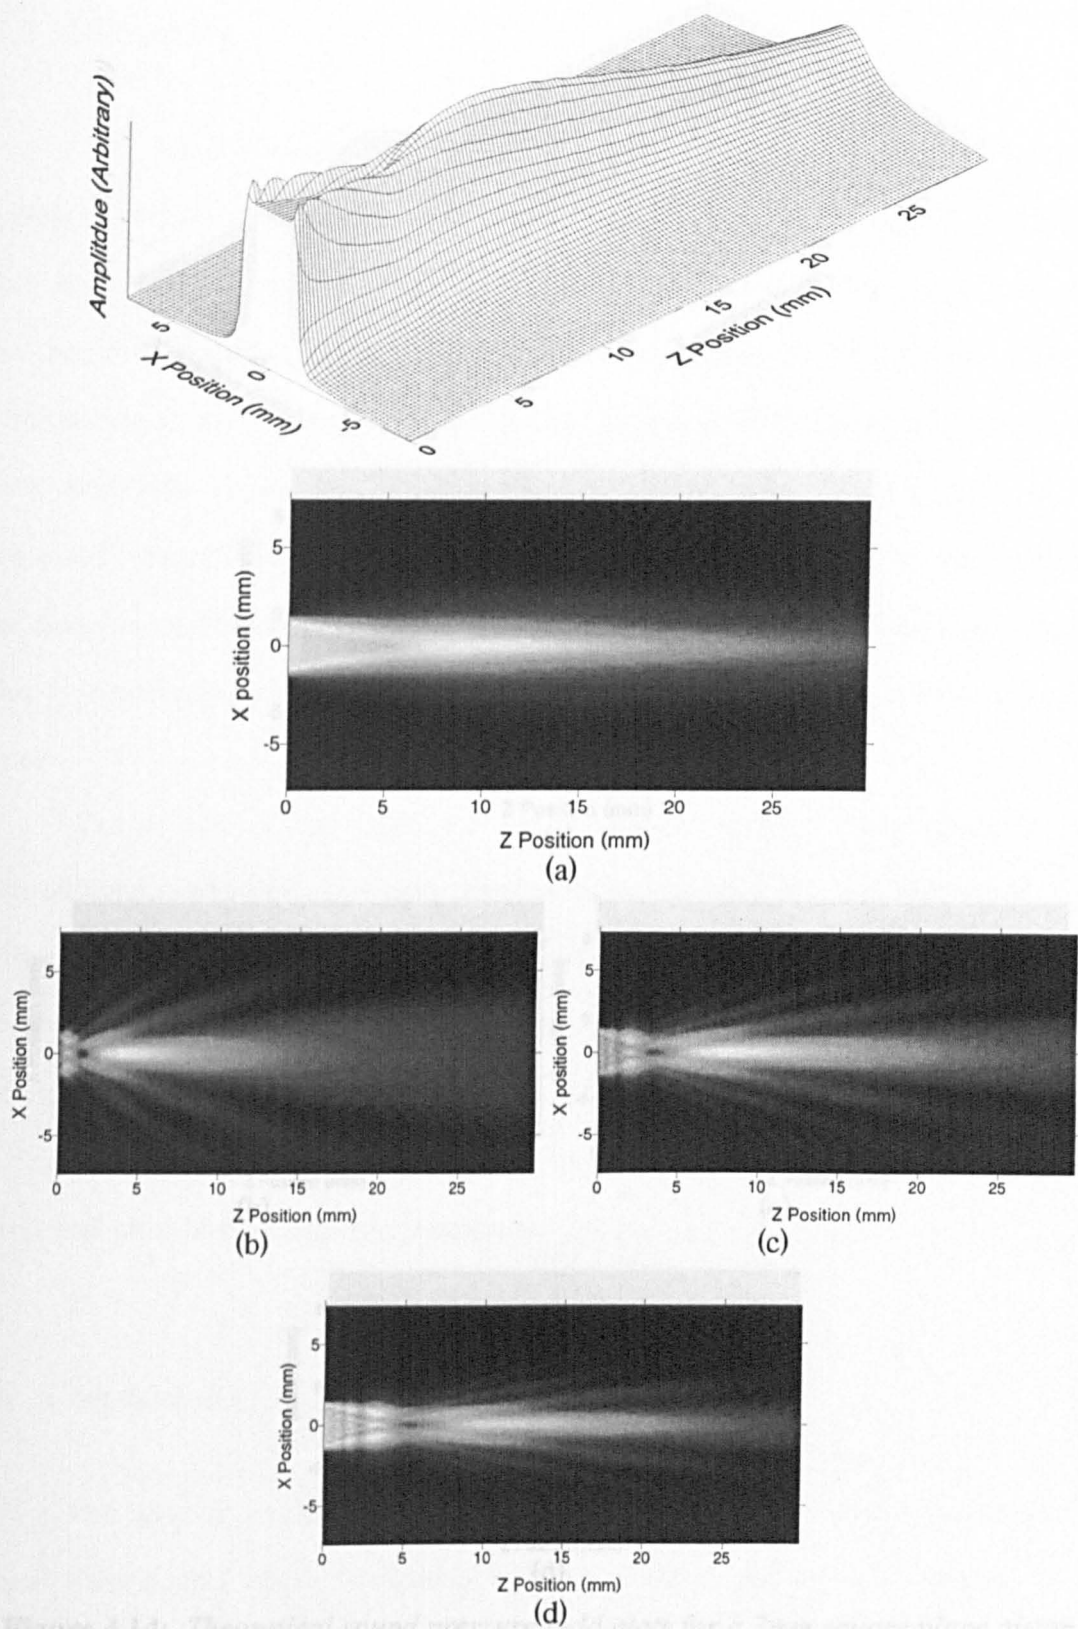 Amplitdue (Arbitrary)
5
0
-5
X Position (mm)
0
5
10
15
20
25
Z Position (mm)
5
0
-5
X position (mm)
0 5 10 15 20 25
Z Position (mm)
(a)
5
0
-5
X Position (mm)
0 5 10 15 20 25
Z Position (mm)
(b)
5
0
-5
X position (mm)
0 5 10 15 20 25
Z Position (mm)
(c)
5
0
-5
X Position (mm)
0 5 10 15 20 25
Z Position (mm)
(d)